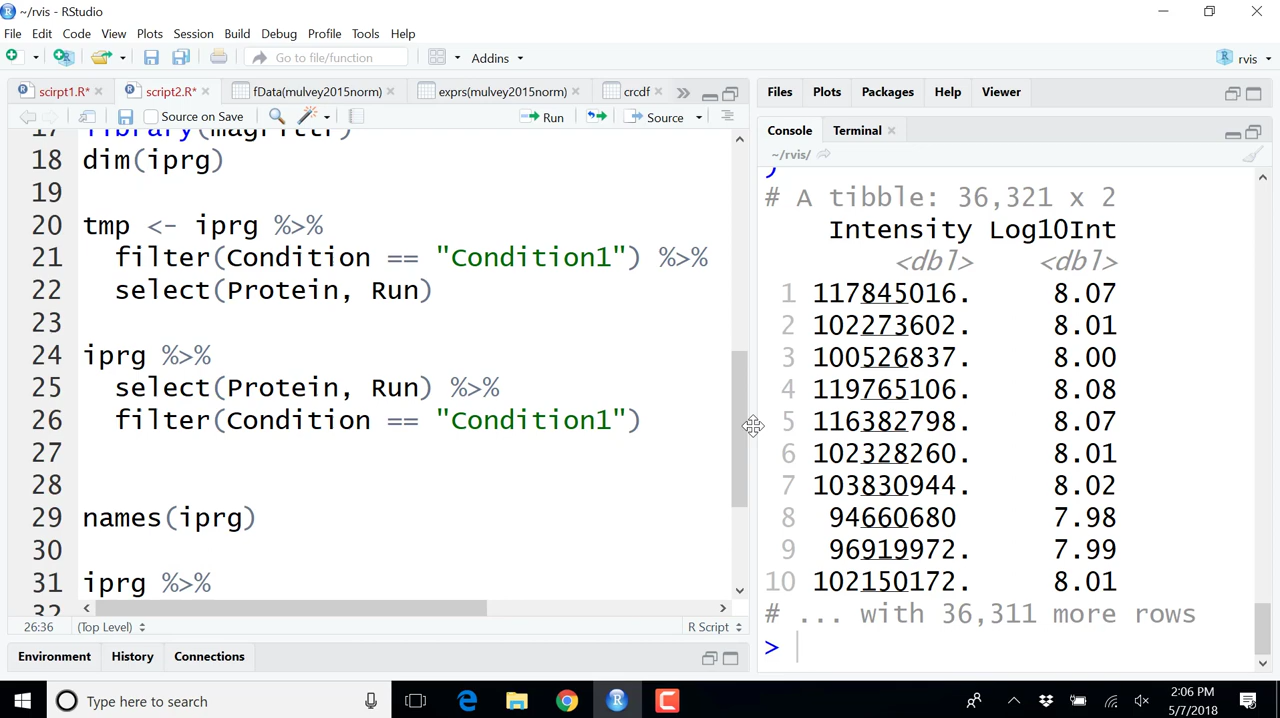 ~/rvis - RStudio
File Edit Code View Plots Session Build Debug Profile Tools Help
Go to file/function Addins rvis
scirpt1.R* script2.R* fData(mulvey2015norm) exprs(mulvey2015norm) crcdf
Source on Save Run Source
17 library(magrittr)
18 dim(iprg)
19
20 tmp <- iprg %>%
21 filter(Condition == "Condition1") %>%
22 select(Protein, Run)
23
24 iprg %>%
25 select(Protein, Run) %>%
26 filter(Condition == "Condition1")
27
28
29 names(iprg)
30
31 iprg %>%
32
26:36 (Top Level) R Script
Environment History Connections
Files Plots Packages Help Viewer
Console Terminal
~/rvis/
)
# A tibble: 36,321 x 2
Intensity Log10Int
<dbl> <dbl>
1 117845016. 8.07
2 102273602. 8.01
3 100526837. 8.00
4 119765106. 8.08
5 116382798. 8.07
6 102328260. 8.01
7 103830944. 8.02
8 94660680 7.98
9 96919972. 7.99
10 102150172. 8.01
# ... with 36,311 more rows
>
Type here to search
2:06 PM
5/7/2018